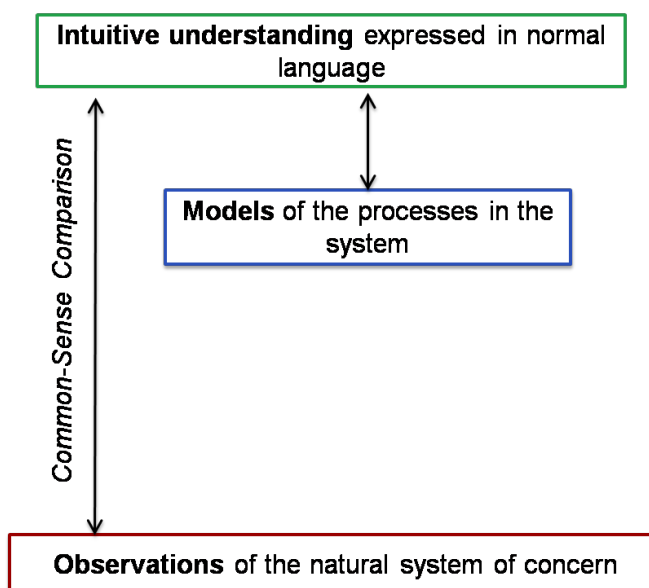 Intuitive understanding expressed in normal
language
Common-Sense Comparison
Models of the processes in the
system
Observations of the natural system of concern